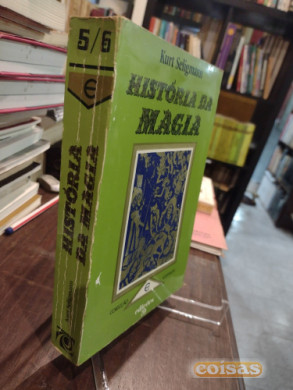 5/6
HISTÓRIA
DA MAGIA
Kurt Seligmann
HISTÓRIA DA
MAGIA
coisas